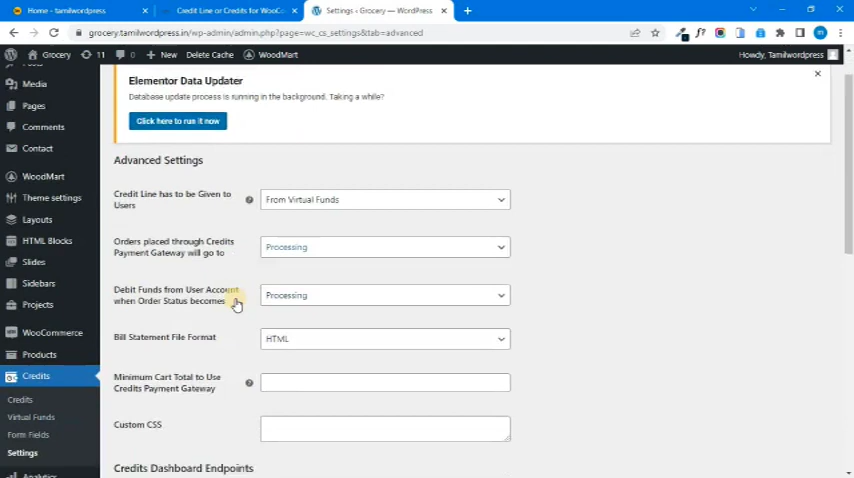 Home - tamilwordpress
Credit Line or Credits for WooCo
Settings ‹ Grocery — WordPress
grocery.tamilwordpress.in/wp-admin/admin.php?page=wc_cs_settings&tab=advanced
Grocery
11
New
Delete Cache
WoodMart
Howdy, Tamilwordpress
Posts
Media
Pages
Comments
Contact
WoodMart
Theme settings
Layouts
HTML Blocks
Slides
Sidebars
Projects
WooCommerce
Products
Credits
Credits
Virtual Funds
Form Fields
Settings
Analytics
Elementor Data Updater
Database update process is running in the background. Taking a while?
Click here to run it now
Advanced Settings
Credit Line has to be Given to
Users
From Virtual Funds
Orders placed through Credits
Payment Gateway will go to
Processing
Debit Funds from User Account
when Order Status becomes
Processing
Bill Statement File Format
HTML
Minimum Cart Total to Use
Credits Payment Gateway
Custom CSS
Credits Dashboard Endpoints